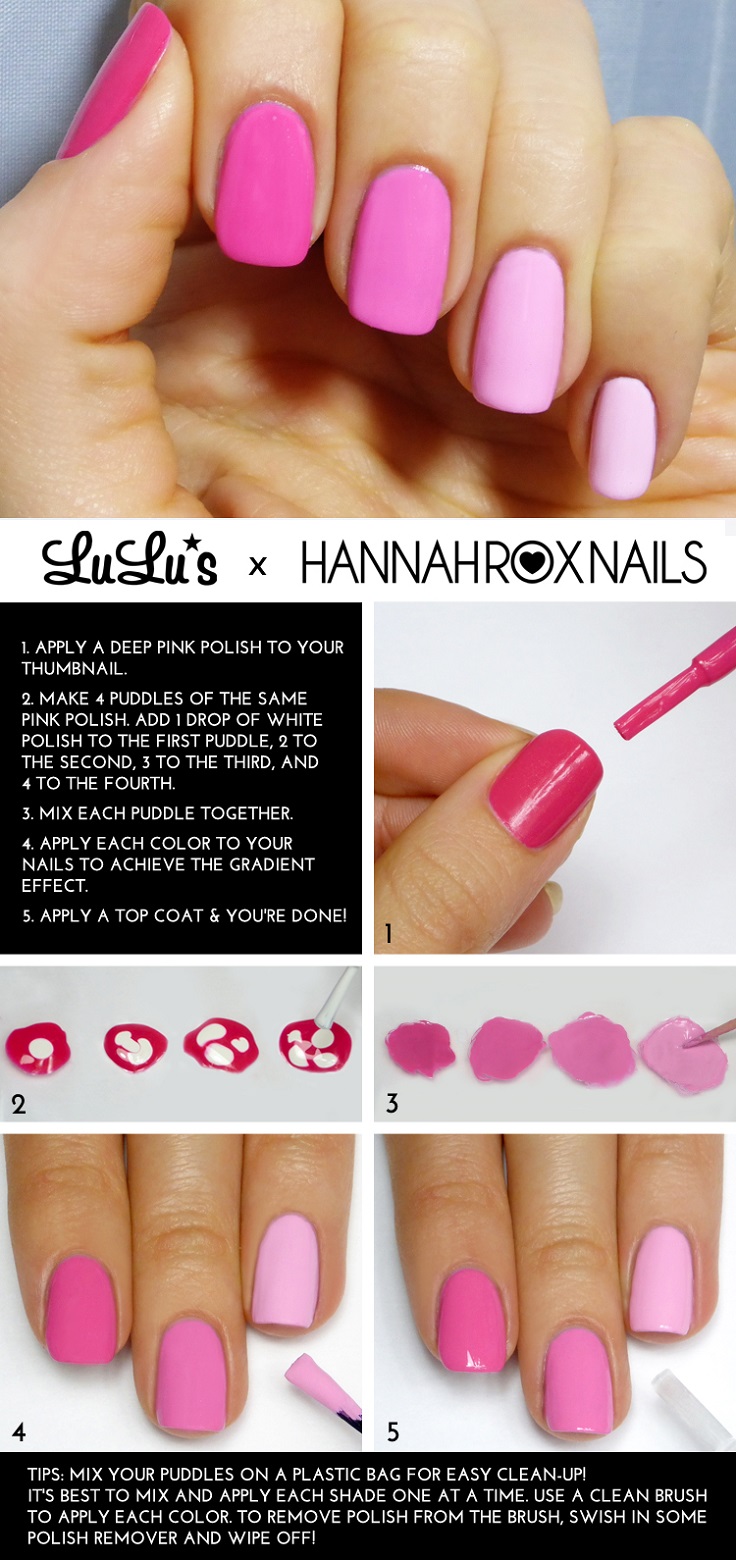 LuLu's x HANNAHROXNAILS
1. APPLY A DEEP PINK POLISH TO YOUR
THUMBNAIL.
2. MAKE 4 PUDDLES OF THE SAME
PINK POLISH. ADD 1 DROP OF WHITE
POLISH TO THE FIRST PUDDLE, 2 TO
THE SECOND, 3 TO THE THIRD, AND
4 TO THE FOURTH.
3. MIX EACH PUDDLE TOGETHER.
4. APPLY EACH COLOR TO YOUR
NAILS TO ACHIEVE THE GRADIENT
EFFECT.
5. APPLY A TOP COAT & YOU'RE DONE!
1
2
3
4
5
TIPS: MIX YOUR PUDDLES ON A PLASTIC BAG FOR EASY CLEAN-UP!
IT'S BEST TO MIX AND APPLY EACH SHADE ONE AT A TIME. USE A CLEAN BRUSH
TO APPLY EACH COLOR. TO REMOVE POLISH FROM THE BRUSH, SWISH IN SOME
POLISH REMOVER AND WIPE OFF!